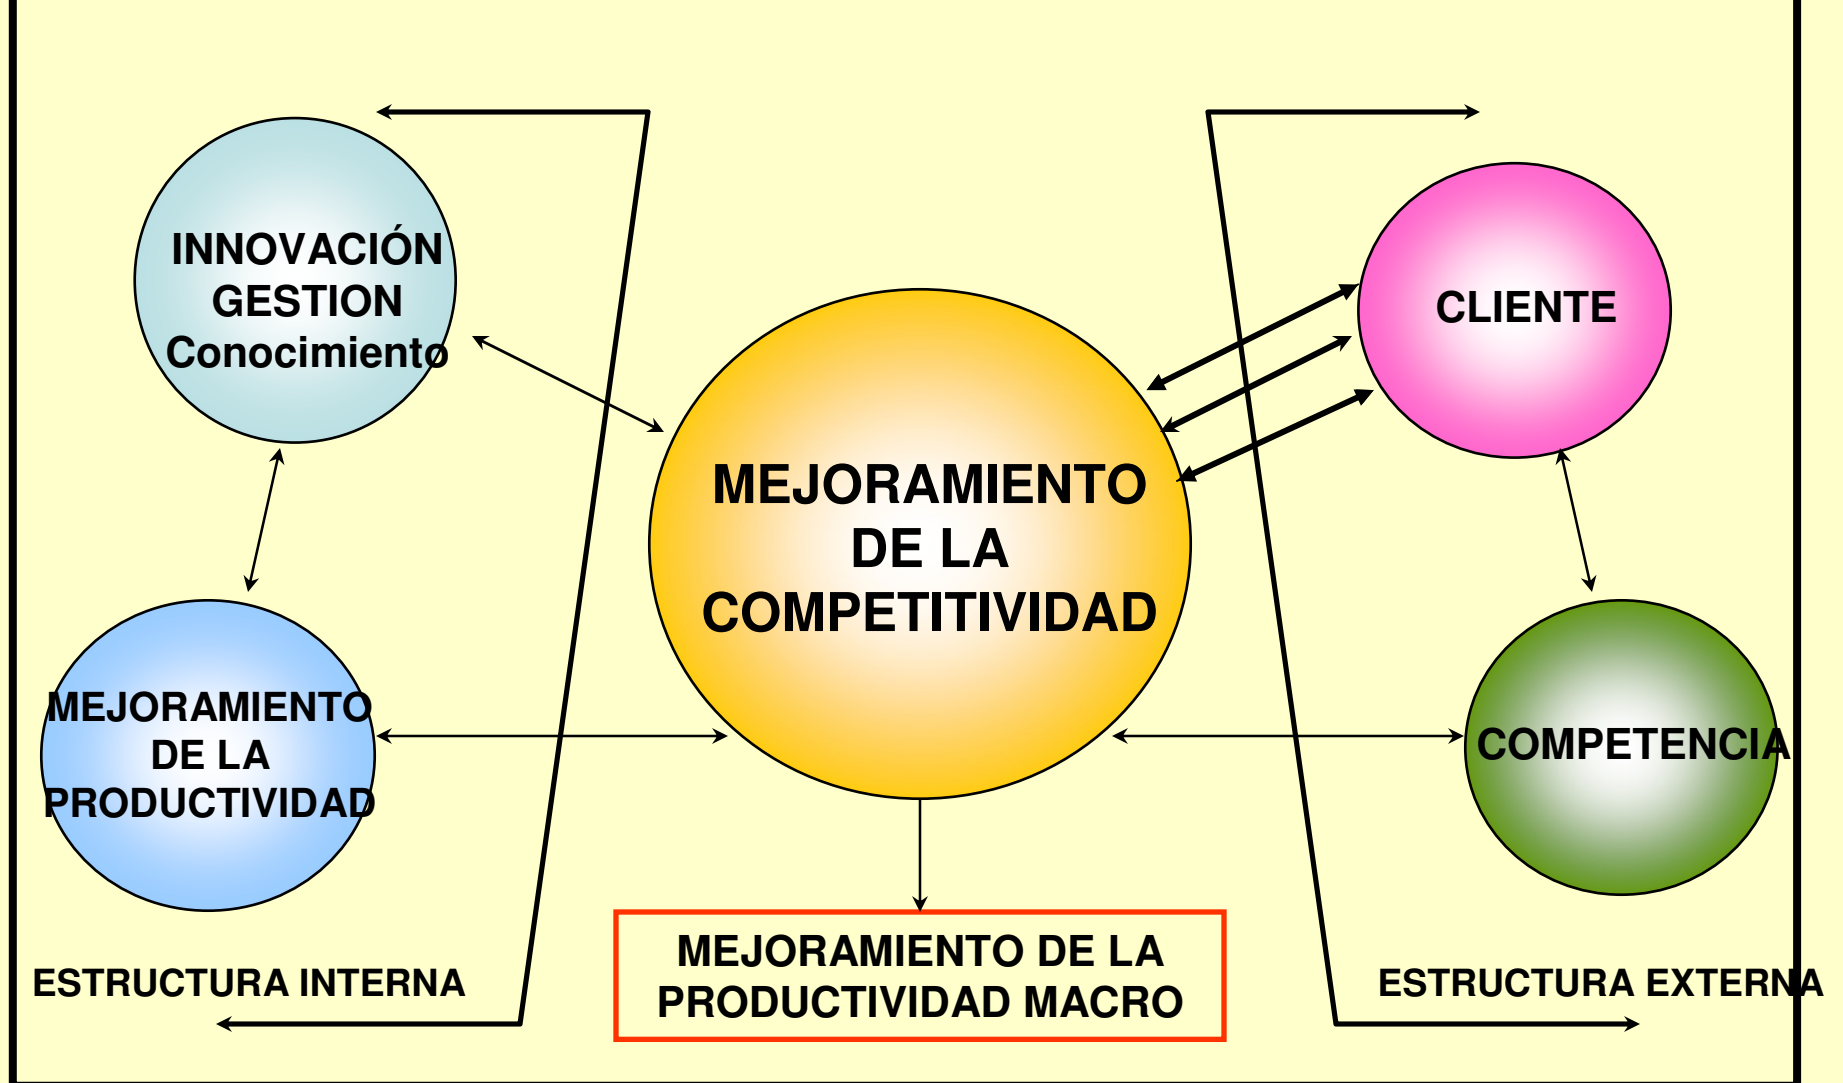 INNOVACIÓN
GESTION
Conocimiento
CLIENTE
MEJORAMIENTO
DE LA
COMPETITIVIDAD
MEJORAMIENTO
DE LA
PRODUCTIVIDAD
COMPETENCIA
MEJORAMIENTO DE LA
PRODUCTIVIDAD MACRO
ESTRUCTURA INTERNA
ESTRUCTURA EXTERNA